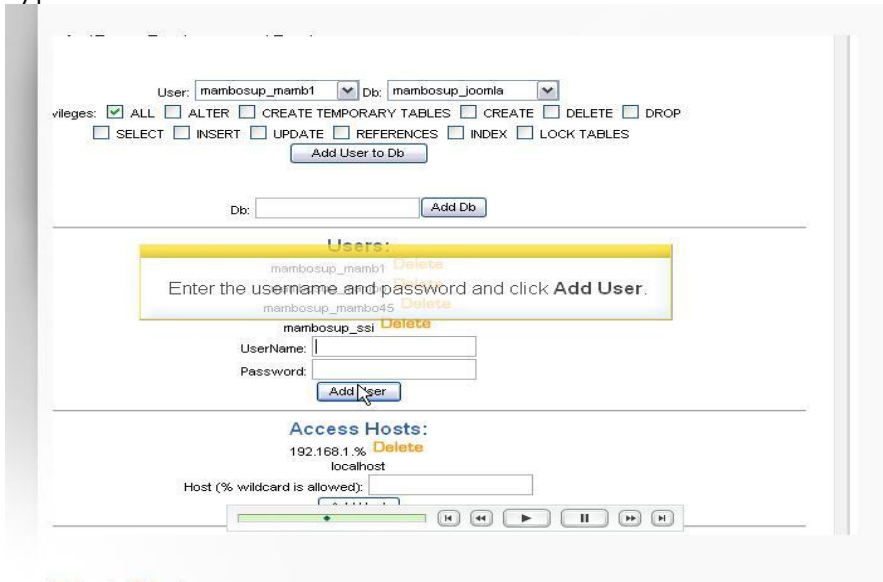 User: mambosup_mamb1 Db: mambosup_joomla
vileges: ALL ALTER CREATE TEMPORARY TABLES CREATE DELETE DROP
SELECT INSERT UPDATE REFERENCES INDEX LOCK TABLES
Add User to Db
Db: Add Db
Users:
mambosup_mamb1 Delete
Enter the username and password and click Add User.
mambosup_mambo45 Delete
mambosup_ssi Delete
UserName:
Password:
Add User
Access Hosts:
192.168.1.% Delete
localhost
Host (% wildcard is allowed):